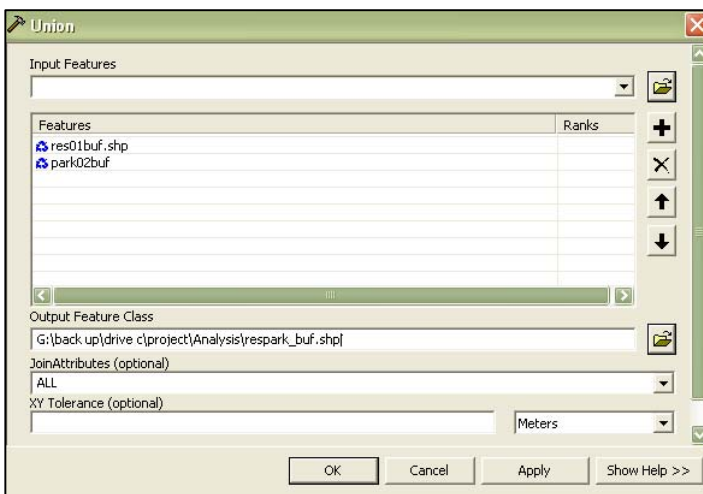 Union
Input Features
Features Ranks
res01buf.shp
park02buf
Output Feature Class
G:\back up\drive c\project\Analysis\respark_buf.shp
JoinAttributes (optional)
ALL
XY Tolerance (optional)
Meters
OK Cancel Apply Show Help >>